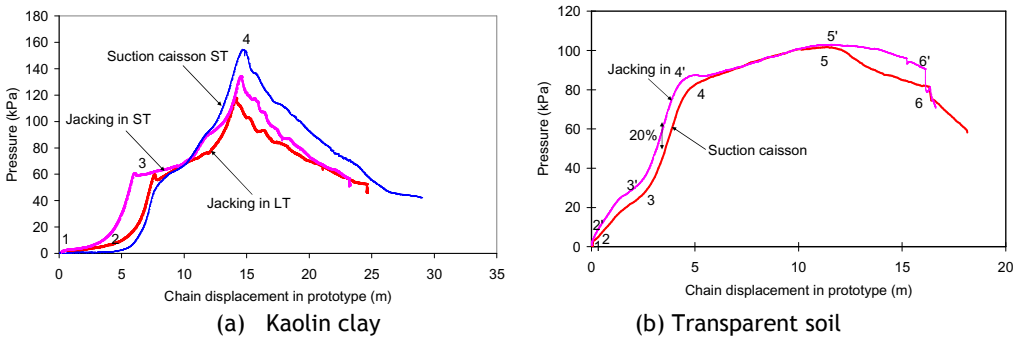 180
160
140
120
100
80
60
40
20
0
Pressure (kPa)
Suction caisson ST
4
Jacking in ST
3
Jacking in LT
1
2
0 5 10 15 20 25 30 35
Chain displacement in prototype (m)
(a) Kaolin clay
120
100
80
60
40
20
0
Pressure (kPa)
5'
Jacking in
4'
6'
5
4
6
20%
Suction caisson
3'
3
2'
2
1
0 5 10 15 20
Chain displacement in prototype (m)
(b) Transparent soil